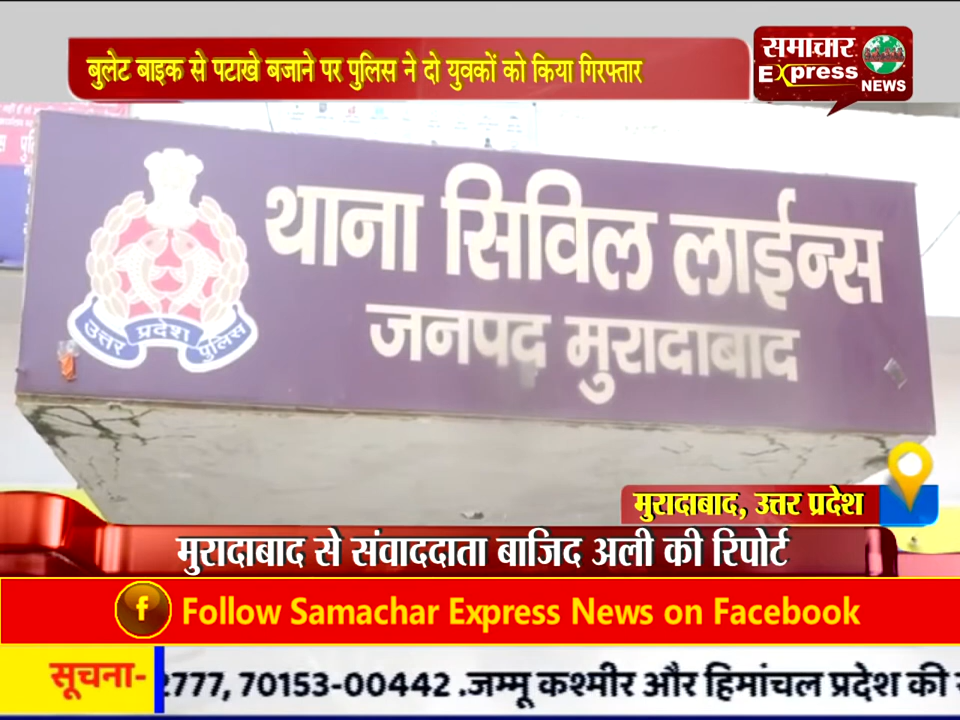 बुलेट बाइक से पटाखे बजाने पर पुलिस ने दो युवकों को किया गिरफ्तार
समाचार
Express
NEWS
थाना सिविल लाईन्स
जनपद मुरादाबाद
उत्तर प्रदेश पुलिस
मुरादाबाद, उत्तर प्रदेश
मुरादाबाद से संवाददाता बाजिद अली की रिपोर्ट
f Follow Samachar Express News on Facebook
सूचना- 2777, 70153-00442 .जम्मू कश्मीर और हिमांचल प्रदेश की